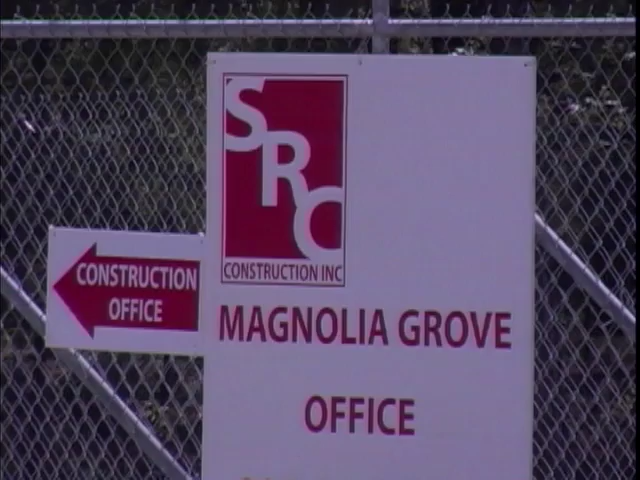 SRC
CONSTRUCTION INC
CONSTRUCTION
OFFICE
MAGNOLIA GROVE
OFFICE